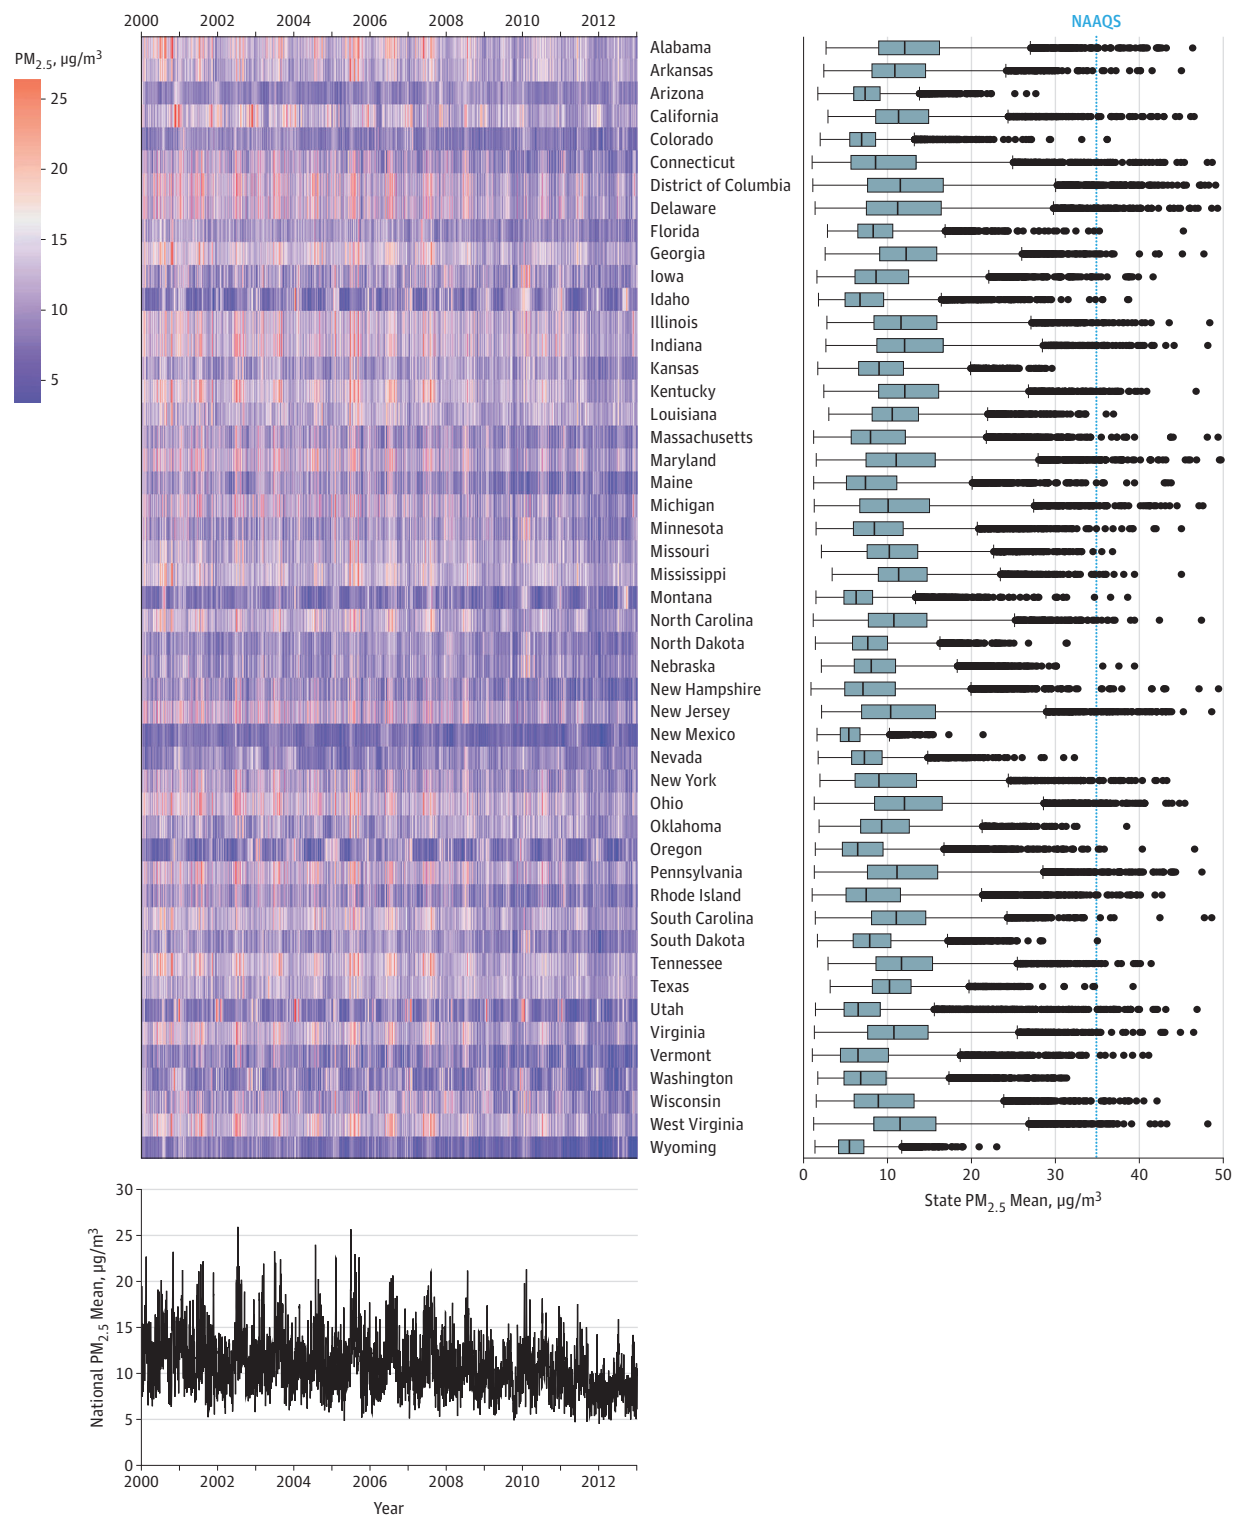 2000 2002 2004 2006 2008 2010 2012
NAAQS
PM2.5, μg/m3
25
20
15
10
5
Alabama
Arkansas
Arizona
California
Colorado
Connecticut
District of Columbia
Delaware
Florida
Georgia
Iowa
Idaho
Illinois
Indiana
Kansas
Kentucky
Louisiana
Massachusetts
Maryland
Maine
Michigan
Minnesota
Missouri
Mississippi
Montana
North Carolina
North Dakota
Nebraska
New Hampshire
New Jersey
New Mexico
Nevada
New York
Ohio
Oklahoma
Oregon
Pennsylvania
Rhode Island
South Carolina
South Dakota
Tennessee
Texas
Utah
Virginia
Vermont
Washington
Wisconsin
West Virginia
Wyoming
0 10 20 30 40 50
State PM2.5 Mean, μg/m3
National PM2.5 Mean, μg/m3
30
25
20
15
10
5
0
2000 2002 2004 2006 2008 2010 2012
Year